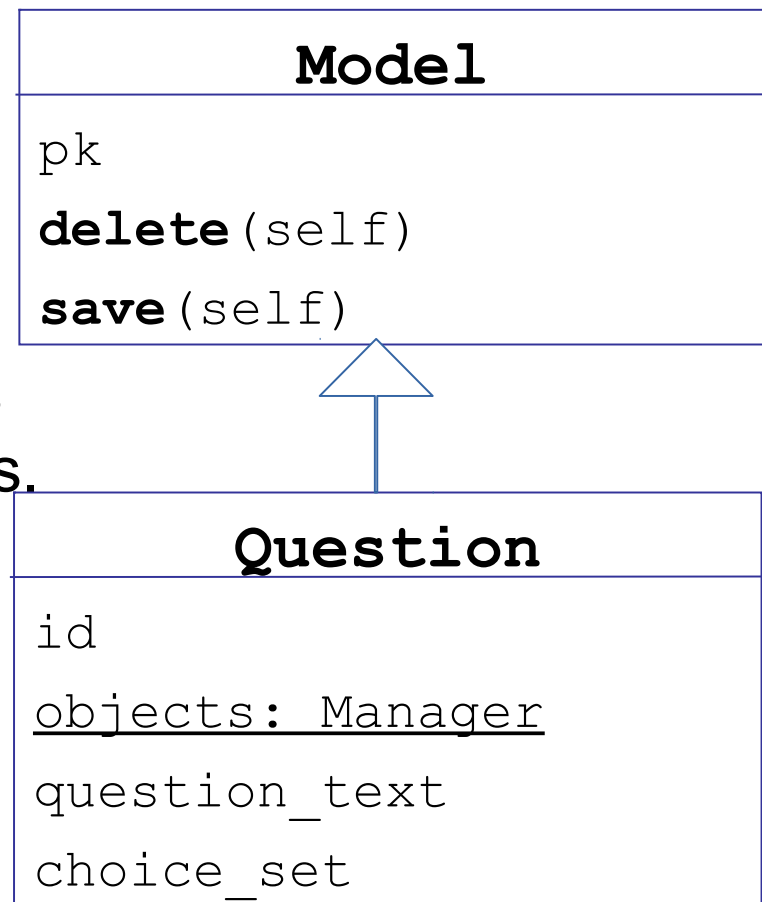 Model
pk
delete(self)
save(self)
s.
Question
id
objects: Manager
question_text
choice_set